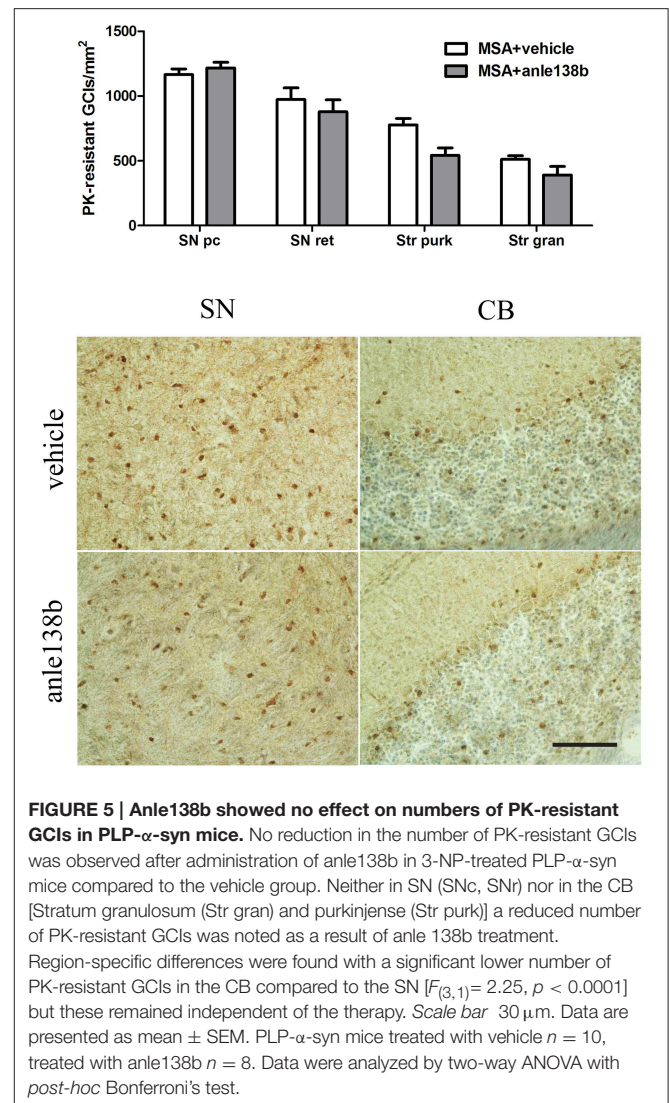 1500
1000
500
0
PK-resistant GCIs/mm²
MSA+vehicle
MSA+anle138b
SN pc SN ret Str purk Str gran
SN CB
vehicle
anle138b
FIGURE 5 | Anle138b showed no effect on numbers of PK-resistant
GCIs in PLP-α-syn mice. No reduction in the number of PK-resistant GCIs
was observed after administration of anle138b in 3-NP-treated PLP-α-syn
mice compared to the vehicle group. Neither in SN (SNc, SNr) nor in the CB
[Stratum granulosum (Str gran) and purkinjense (Str purk)] a reduced number
of PK-resistant GCIs was noted as a result of anle 138b treatment.
Region-specific differences were found with a significant lower number of
PK-resistant GCIs in the CB compared to the SN [F(3, 1)= 2.25, p < 0.0001]
but these remained independent of the therapy. Scale bar 30 μm. Data are
presented as mean ± SEM. PLP-α-syn mice treated with vehicle n = 10,
treated with anle138b n = 8. Data were analyzed by two-way ANOVA with
post-hoc Bonferroni's test.